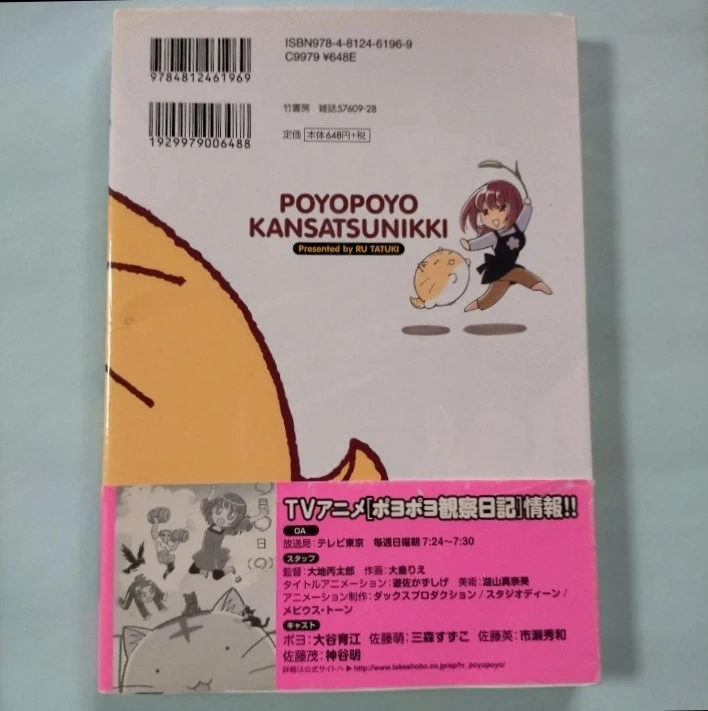 ISBN978-4-8124-6196-9
C9979 ¥648E
9784812461969
竹書房 雑誌57609-28
1929979006488
定価 本体648円+税
POYOPOYO
KANSATSUNIKKI
Presented by RU TATUKI
TVアニメ[ポヨポヨ観察日記]情報!!
OA
放送局:テレビ東京 毎週日曜朝7:24〜7:30
スタッフ
監督:大地丙太郎 作画:大島りえ
タイトルアニメーション:遊佐かずしげ 美術:湖山真奈美
アニメーション制作:ダックスプロダクション/スタジオディーン/
メビウス・トーン
キャスト
ポヨ:大谷育江 佐藤萌:三森すずこ 佐藤英:市瀬秀和
佐藤茂:神谷明
詳細は公式サイトへ▶http://www.takeshobo.co.jp/sp/tv_poyopoyo/
○月○日(○)